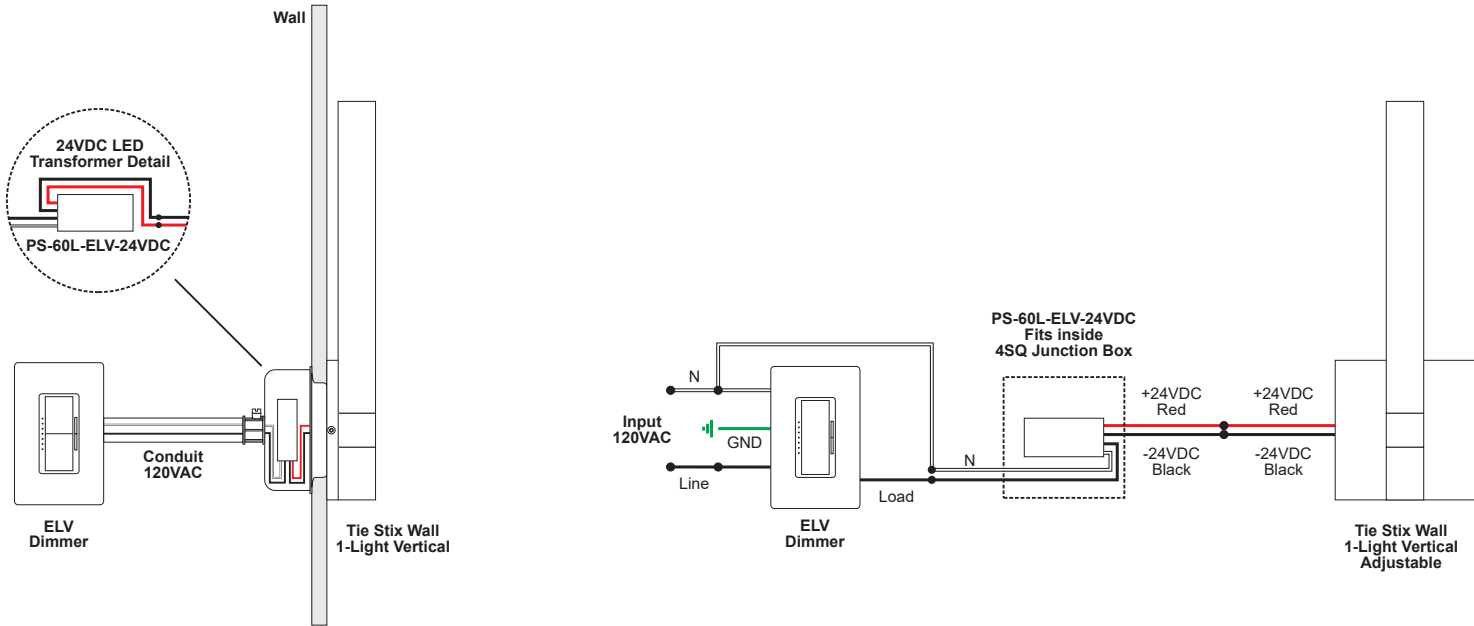 Wall
24VDC LED
Transformer Detail
PS-60L-ELV-24VDC
Conduit
120VAC
ELV
Dimmer
Tie Stix Wall
1-Light Vertical
PS-60L-ELV-24VDC
Fits inside
4SQ Junction Box
N
Input
120VAC
GND
Line
N
Load
ELV
Dimmer
+24VDC
Red
+24VDC
Red
-24VDC
Black
-24VDC
Black
Tie Stix Wall
1-Light Vertical
Adjustable